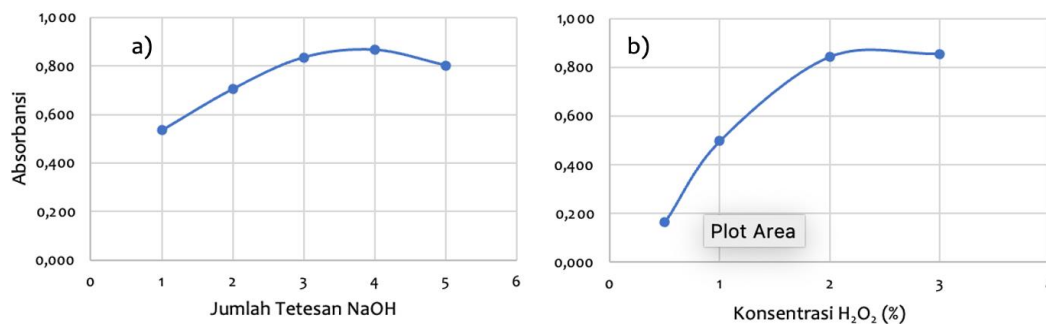 a)
1,000
0,800
0,600
0,400
0,200
0,000
Absorbansi
0 1 2 3 4 5 6
Jumlah Tetesan NaOH
b)
1,000
0,800
0,600
0,400
0,200
0,000
Plot Area
0 1 2 3
Konsentrasi H₂O₂ (%)